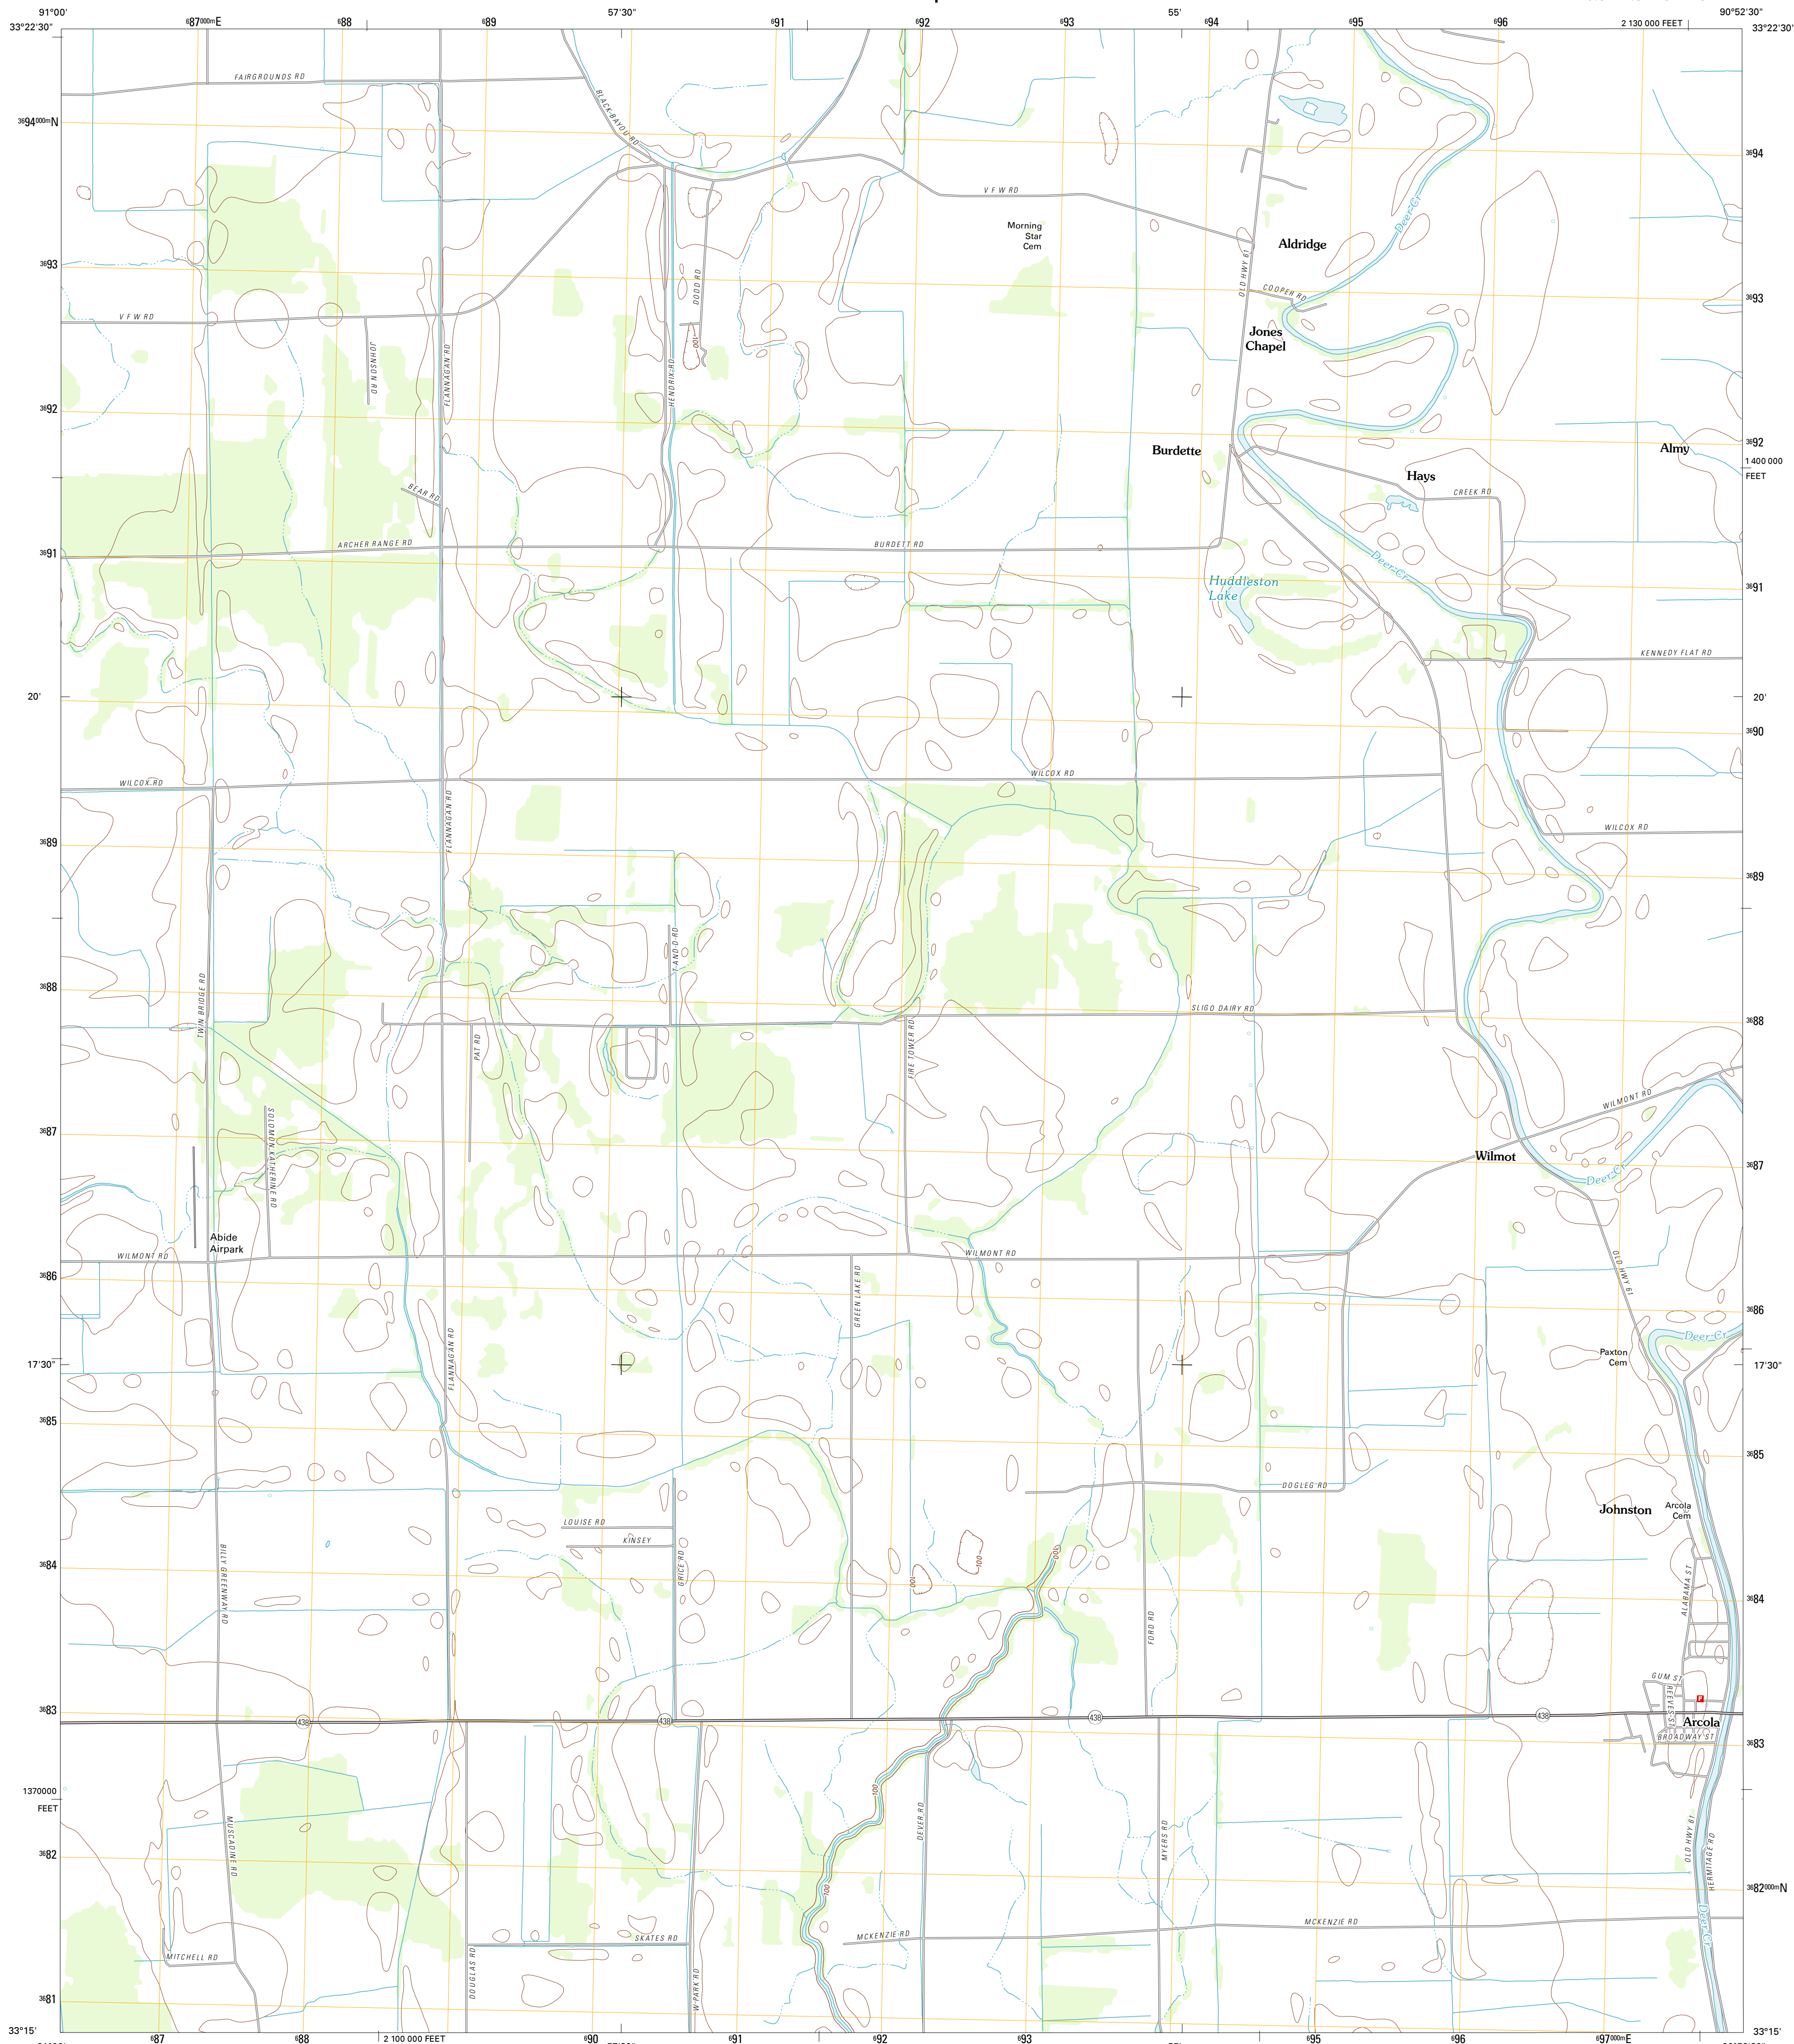 91°00'
687000mE
688
689
57'30"
691
692
693
55'
694
695
696
2 130 000 FEET
90°52'30"
33°22'30"
33°22'30"
FAIRGROUNDS RD
BLACK BAYOU RD
3694000mN
3694
V F W RD
Deer Cr
Morning
Star
Cem
Aldridge
OLD HWY 61
3693
DODD RD
COOPER RD
3693
V F W RD
JOHNSON RD
FLANNAGAN RD
HENDRIX RD
100
Jones
Chapel
3692
3692
Burdette
Almy
1 400 000
FEET
Hays
BEAR RD
CREEK RD
3691
ARCHER RANGE RD
BURDETT RD
Deer Cr
Huddleston
Lake
3691
KENNEDY FLAT RD
20'
20'
3690
WILCOX RD
WILCOX RD
FLANNAGAN RD
WILCOX RD
3689
3689
T AND D RD
TWIN BRIDGE RD
3688
SLIGO DAIRY RD
3688
PAT RD
FIRE TOWER RD
WILMONT RD
SOLOMON KATHERINE RD
3687
Wilmot
3687
Deer Cr
Abide
Airpark
WILMONT RD
WILMONT RD
OLD HWY 61
3686
GREEN LAKE RD
3686
Deer Cr
FLANNAGAN RD
Paxton
Cem
17'30"
17'30"
3685
3685
DOGLEG RD
Johnston
Arcola
Cem
LOUISE RD
KINSEY
100
100
100
3684
BILLY GREENWAY RD
GRICE RD
ALABAMA ST
3684
FORD RD
GUM ST
REEVES ST
F
3683
438
438
438
438
Arcola
BROADWAY ST
3683
1370000
FEET
100
MUSCADINE RD
DEVER RD
MYERS RD
OLD HWY 61
HERMITAGE RD
3682
100
3682000mN
MCKENZIE RD
Deer Cr
MITCHELL RD
SKATES RD
MCKENZIE RD
DOUGLAS RD
W PARK RD
3681
33°15'
33°15'
687
688
2 100 000 FEET
690
691
692
693
695
696
697000mE